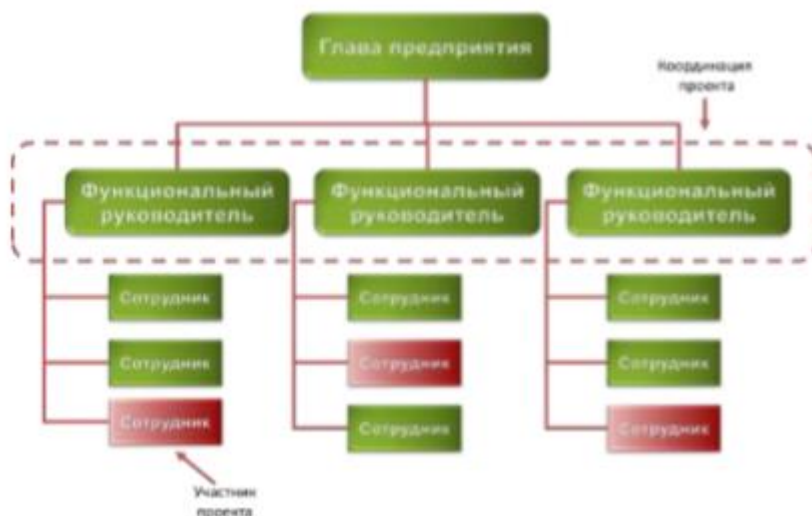 Глава предприятия
Координация
проекта
Функциональный
руководитель
Функциональный
руководитель
Функциональный
руководитель
Сотрудник
Сотрудник
Сотрудник
Сотрудник
Сотрудник
Сотрудник
Сотрудник
Сотрудник
Сотрудник
Участник
проекта